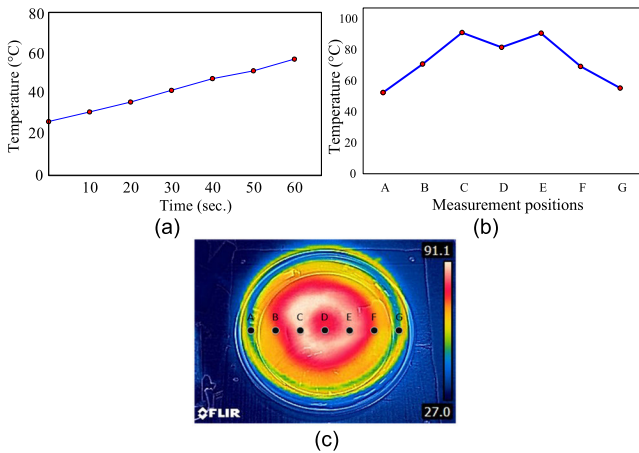 80
60
40
20
0
Temperature (°C)
10 20 30 40 50 60
Time (sec.)
(a)
100
80
60
40
20
0
Temperature (°C)
A B C D E F G
Measurement positions
(b)
91.1
A B C D E F G
27.0
FLIR
(c)